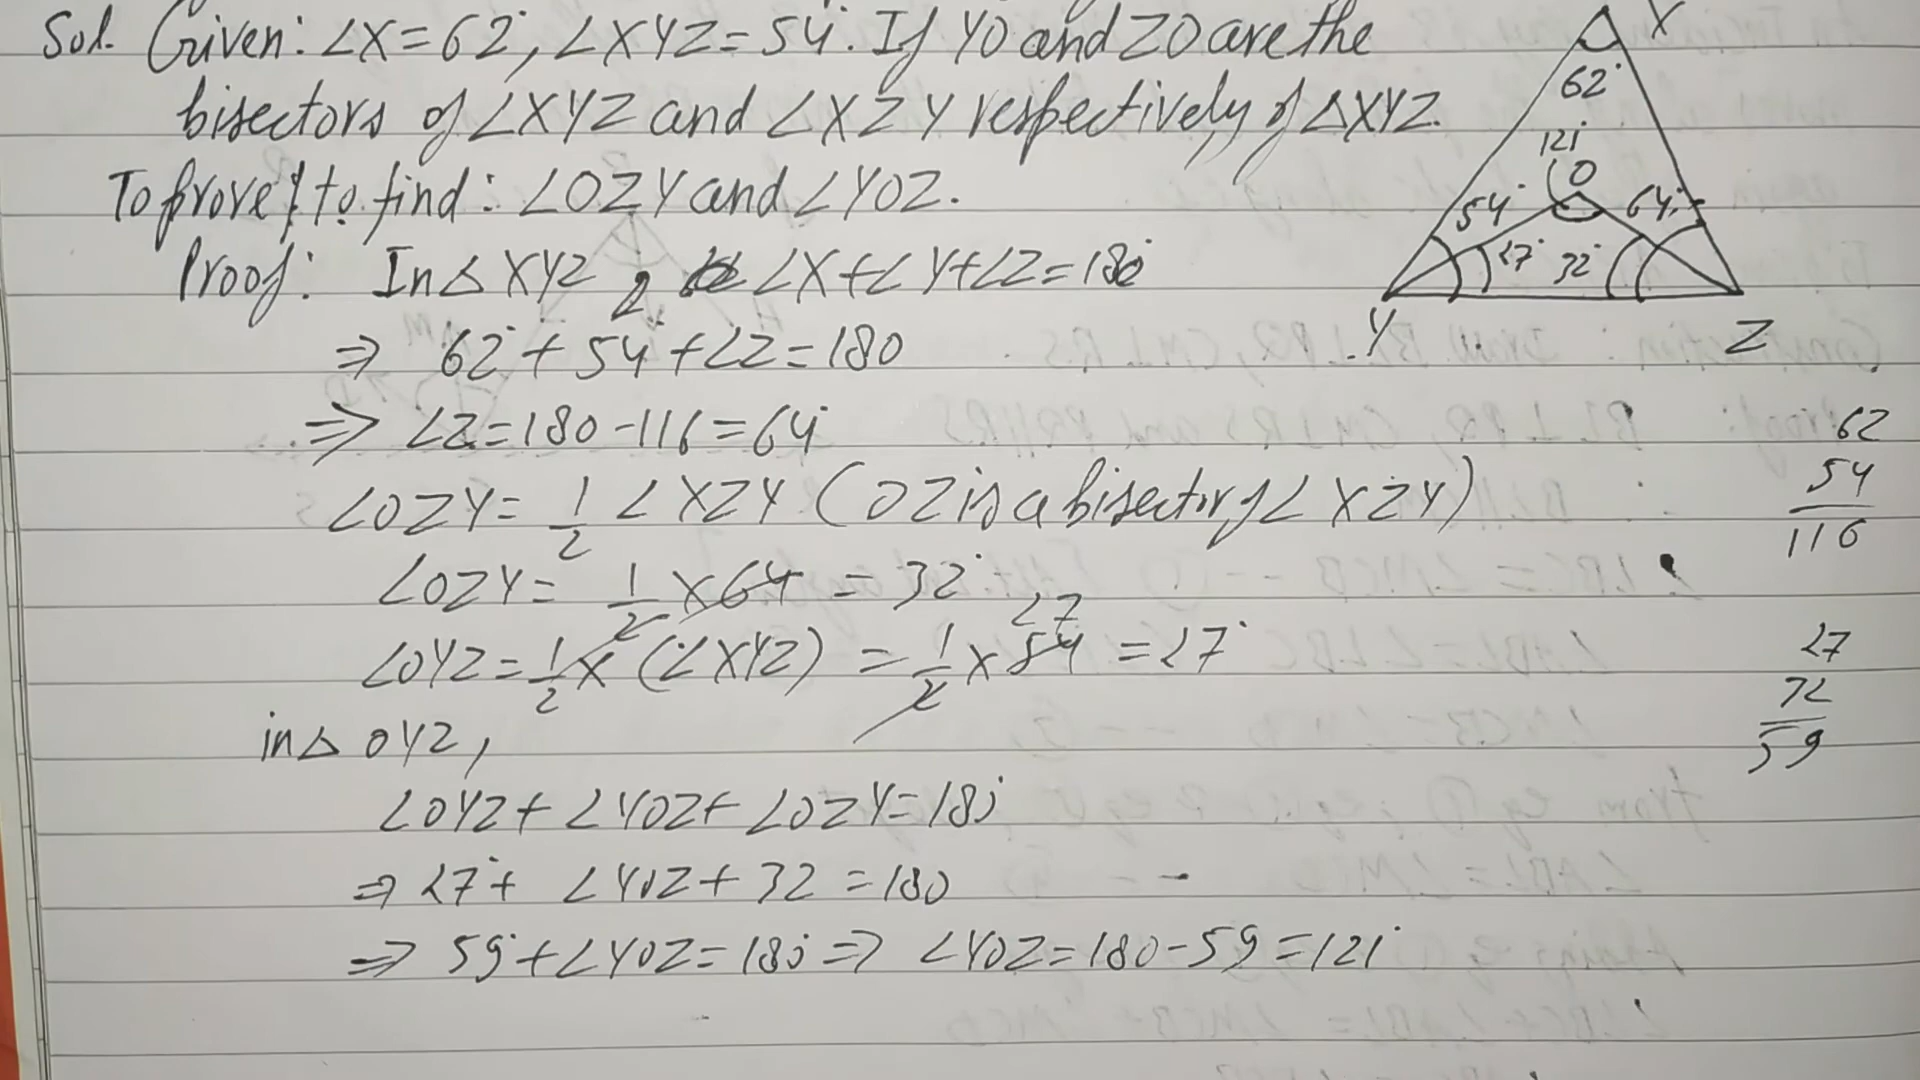 Sol. Given: ∠X=62°, ∠XYZ=54°. If YO and ZO are the
bisectors of ∠XYZ and ∠XZY respectively, of △XYZ.
To prove } to find: ∠OZY and ∠YOZ.
Proof: In △ XYZ, ∠X+∠Y+∠Z=180°
⇒ 62°+54+∠Z=180
⇒ ∠Z=180-116=64°
∠OZY= 1/2 ∠XZY (OZ is a bisector of ∠XZY)
∠OZY= 1/2 ×64 = 32°
∠OYZ= 1/2 × (∠XYZ) = 1/2 × 54 = 27°
27
in △ OYZ,
∠OYZ+ ∠YOZ+ ∠OZY=180°
⇒ 27°+ ∠YOZ+ 32 =180
⇒ 59°+∠YOZ=180° ⇒ ∠YOZ=180-59=121°
X
62°
121°
O
54°
64°
27°
32°
Y
Z
62
54
116
27
32
59